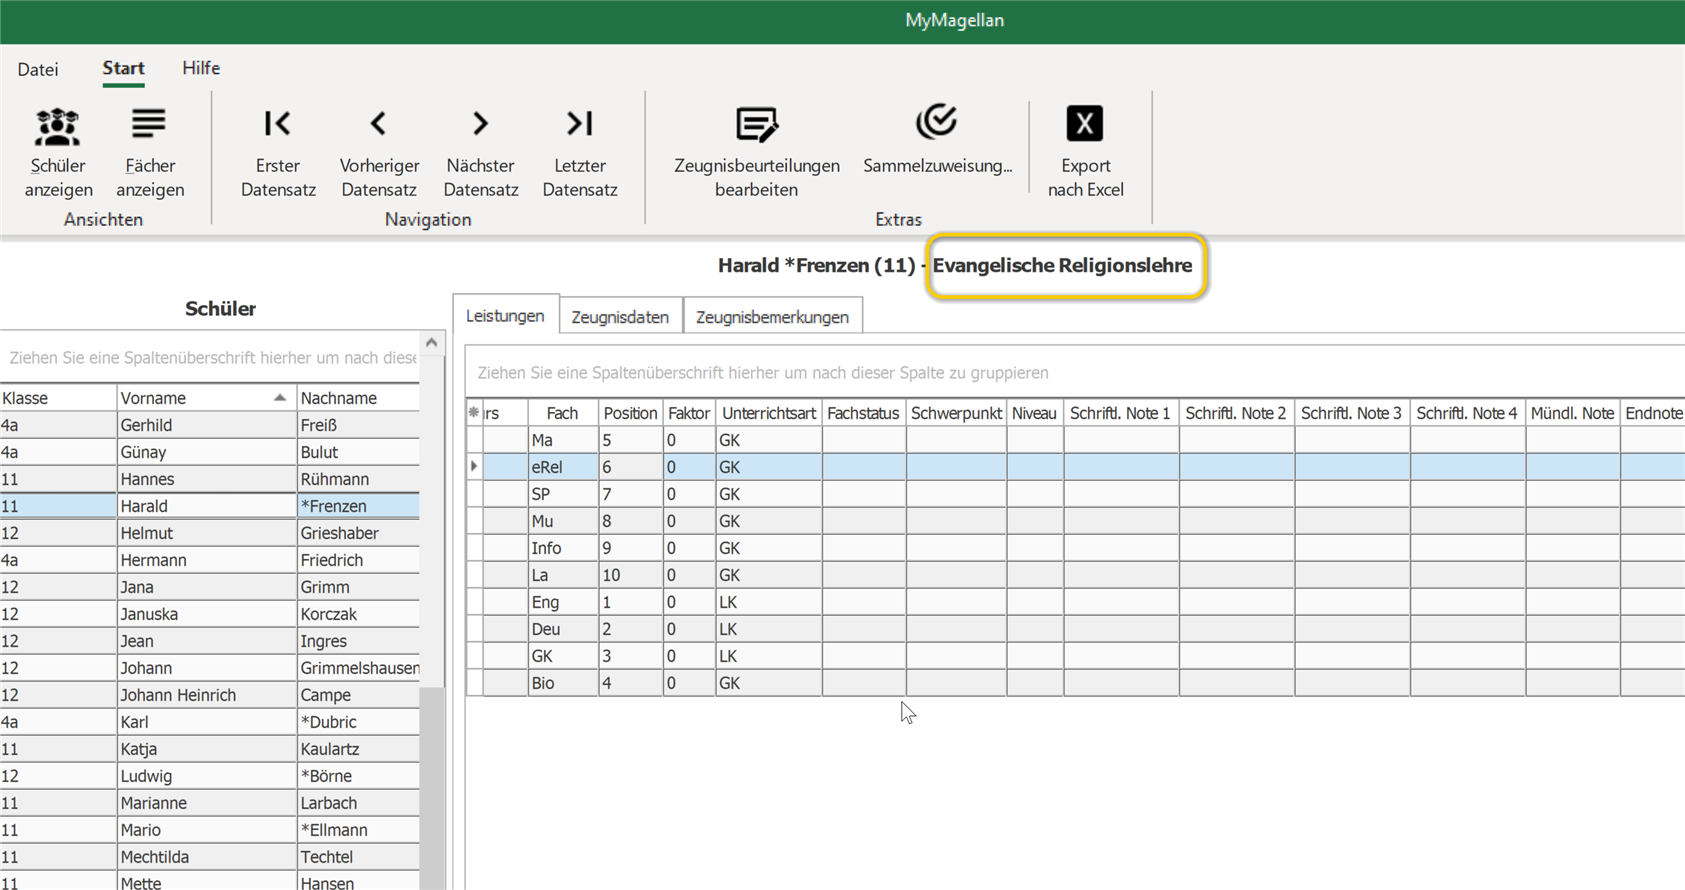 MyMagellan
Datei Start Hilfe
Schüler anzeigen
Fächer anzeigen
Ansichten
Erster Datensatz
Vorheriger Datensatz
Nächster Datensatz
Letzter Datensatz
Navigation
Zeugnisbeurteilungen bearbeiten
Sammelzuweisung...
X
Export nach Excel
Extras
Harald *Frenzen (11) - Evangelische Religionslehre
Schüler
Ziehen Sie eine Spaltenüberschrift hierher um nach diese
Klasse Vorname Nachname
4a Gerhild Freiß
4a Günay Bulut
11 Hannes Rühmann
11 Harald *Frenzen
12 Helmut Grieshaber
4a Hermann Friedrich
12 Jana Grimm
12 Januska Korczak
12 Jean Ingres
12 Johann Grimmelshausen
12 Johann Heinrich Campe
4a Karl *Dubric
11 Katja Kaulartz
12 Ludwig *Börne
11 Marianne Larbach
11 Mario *Ellmann
11 Mechtilda Techtel
11 Mette Hansen
Leistungen Zeugnisdaten Zeugnisbemerkungen
Ziehen Sie eine Spaltenüberschrift hierher um nach dieser Spalte zu gruppieren
rs Fach Position Faktor Unterrichtsart Fachstatus Schwerpunkt Niveau Schriftl. Note 1 Schriftl. Note 2 Schriftl. Note 3 Schriftl. Note 4 Mündl. Note Endnote
Ma 5 0 GK
eRel 6 0 GK
SP 7 0 GK
Mu 8 0 GK
Info 9 0 GK
La 10 0 GK
Eng 1 0 LK
Deu 2 0 LK
GK 3 0 LK
Bio 4 0 GK